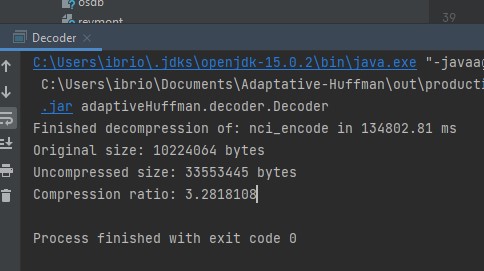 osdb
reymont
39
Decoder
C:\Users\ibrio\.jdks\openjdk-15.0.2\bin\java.exe "-javaag
C:\Users\ibrio\Documents\Adaptative-Huffman\out\producti
.jar adaptiveHuffman.decoder.Decoder
Finished decompression of: nci_encode in 134802.81 ms
Original size: 10224064 bytes
Uncompressed size: 33553445 bytes
Compression ratio: 3.2818108
Process finished with exit code 0